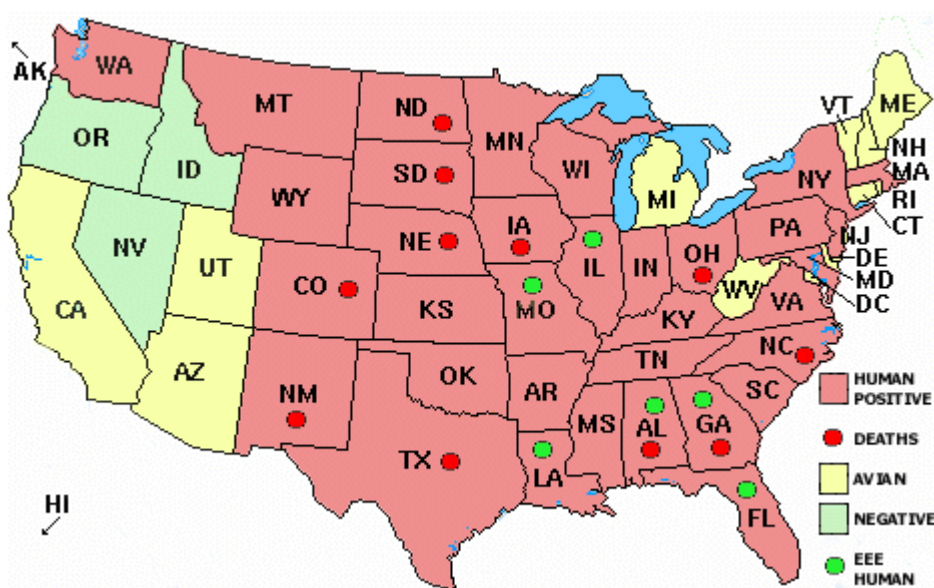 WA
AK
MT
ND
MN
VT
ME
OR
ID
SD
WI
NH
MA
WY
MI
NY
RI
CT
NV
UT
NE
IA
PA
NJ
CO
IL
IN
OH
DE
MD
DC
CA
KS
MO
WV
VA
KY
AZ
NM
OK
AR
TN
NC
SC
HUMAN
POSITIVE
MS
AL
GA
DEATHS
TX
LA
AVIAN
HI
FL
NEGATIVE
EEE
HUMAN